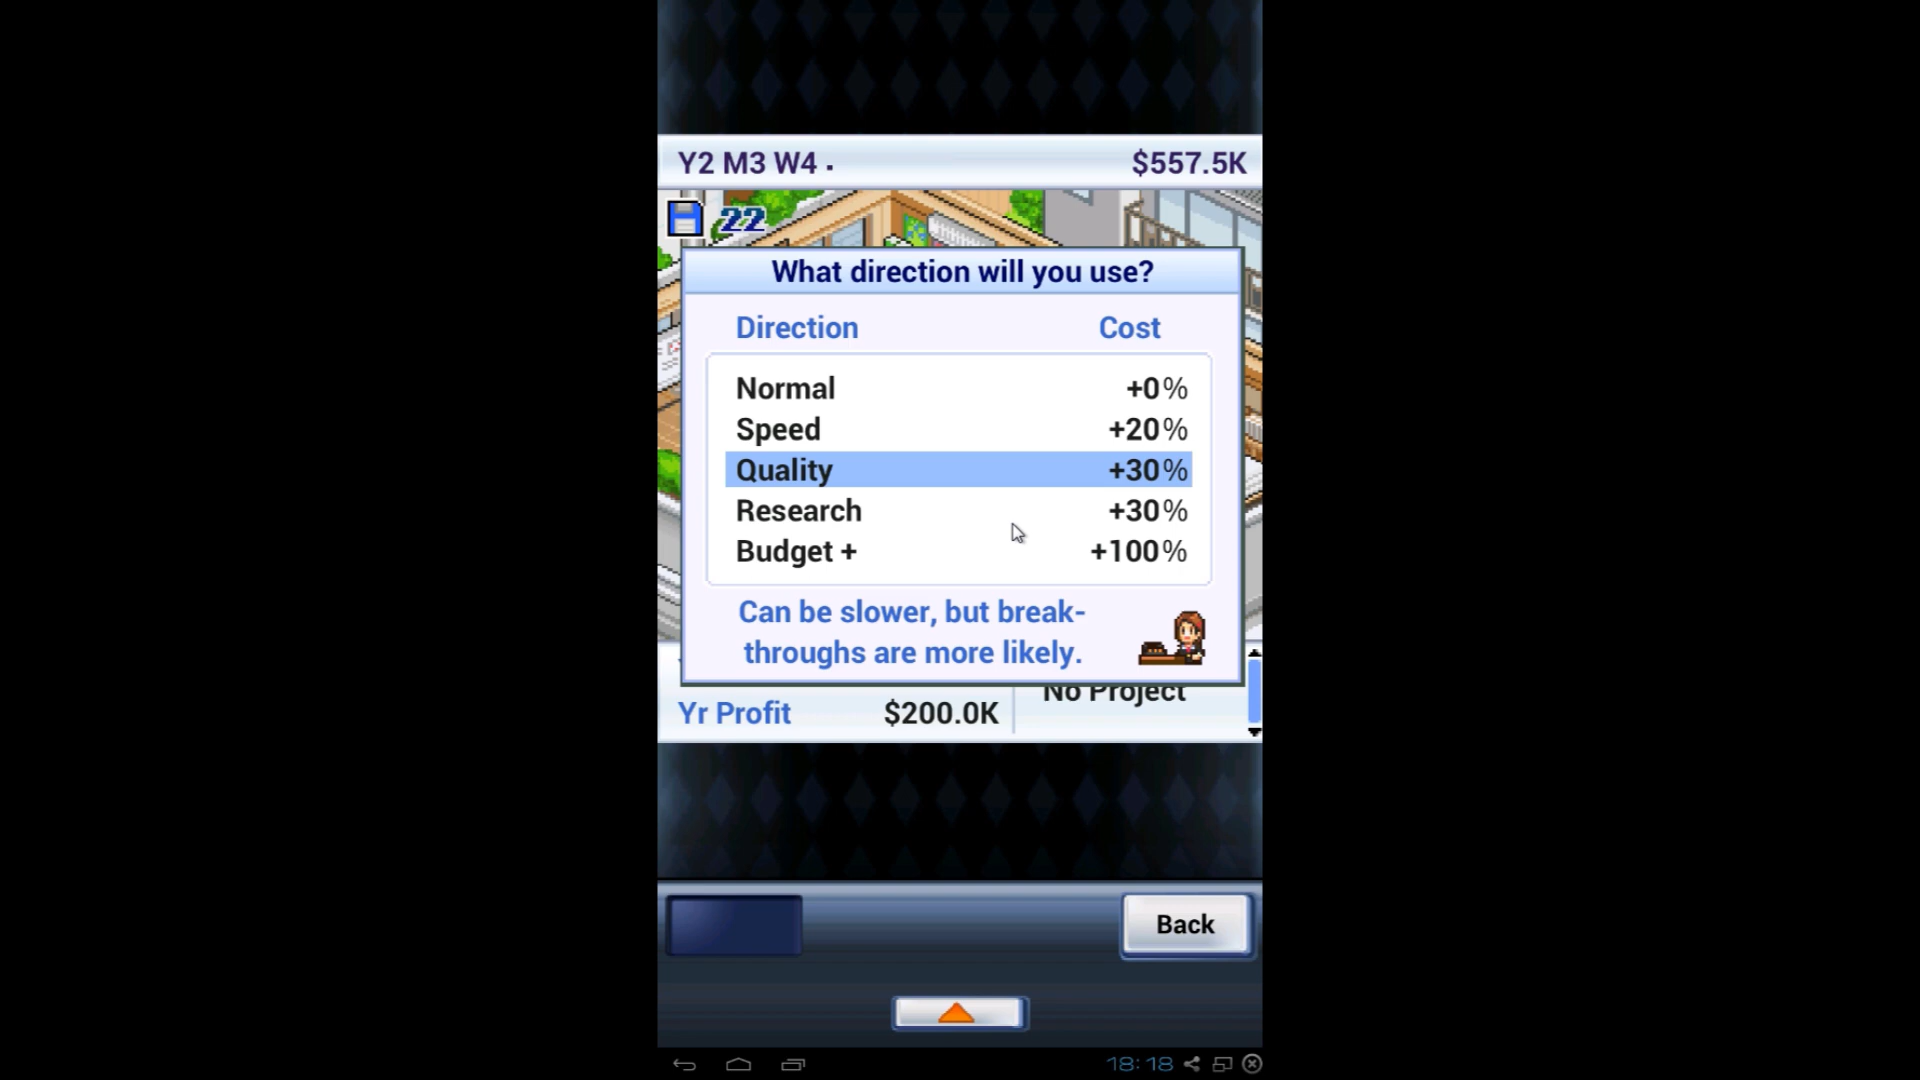 Y2 M3 W4 . $557.5K
22
What direction will you use?
Direction Cost
Normal +0%
Speed +20%
Quality +30%
Research +30%
Budget + +100%
Can be slower, but break-
throughs are more likely.
No Project
Yr Profit $200.0K
Back
18:18